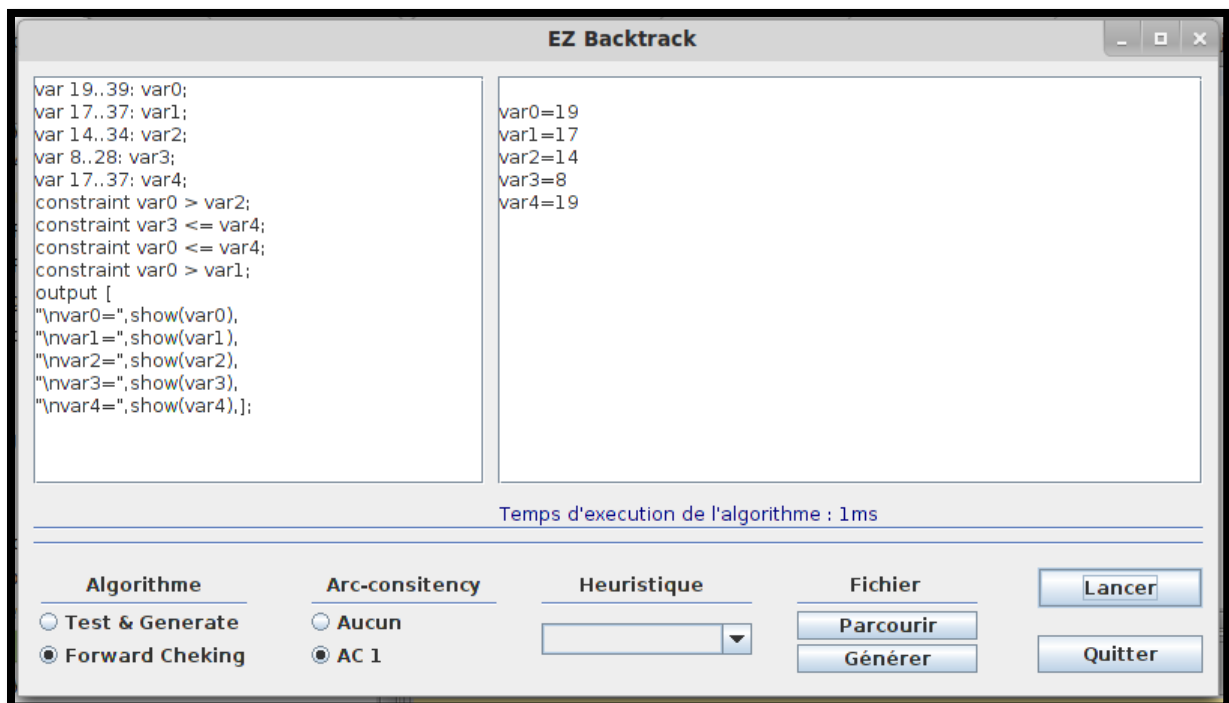 EZ Backtrack
var 19..39: var0;
var 17..37: var1;
var 14..34: var2;
var 8..28: var3;
var 17..37: var4;
constraint var0 > var2;
constraint var3 <= var4;
constraint var0 <= var4;
constraint var0 > var1;
output [
"\nvar0=",show(var0),
"\nvar1=",show(var1),
"\nvar2=",show(var2),
"\nvar3=",show(var3),
"\nvar4=",show(var4),];
var0=19
var1=17
var2=14
var3=8
var4=19
Temps d'execution de l'algorithme : 1ms
Algorithme
Test & Generate
Forward Cheking
Arc-consitency
Aucun
AC 1
Heuristique
Fichier
Parcourir
Générer
Lancer
Quitter